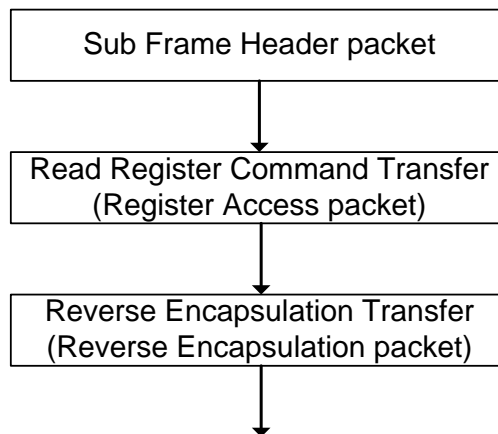 Sub Frame Header packet
Read Register Command Transfer
(Register Access packet)
Reverse Encapsulation Transfer
(Reverse Encapsulation packet)